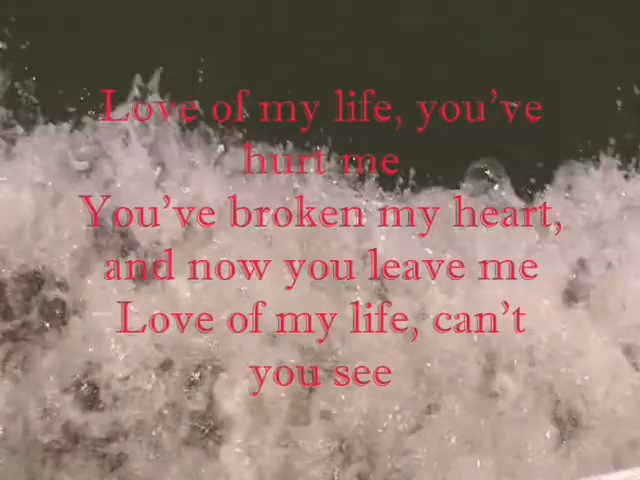 Love of my life, you've
hurt me
You've broken my heart,
and now you leave me
Love of my life, can't
you see